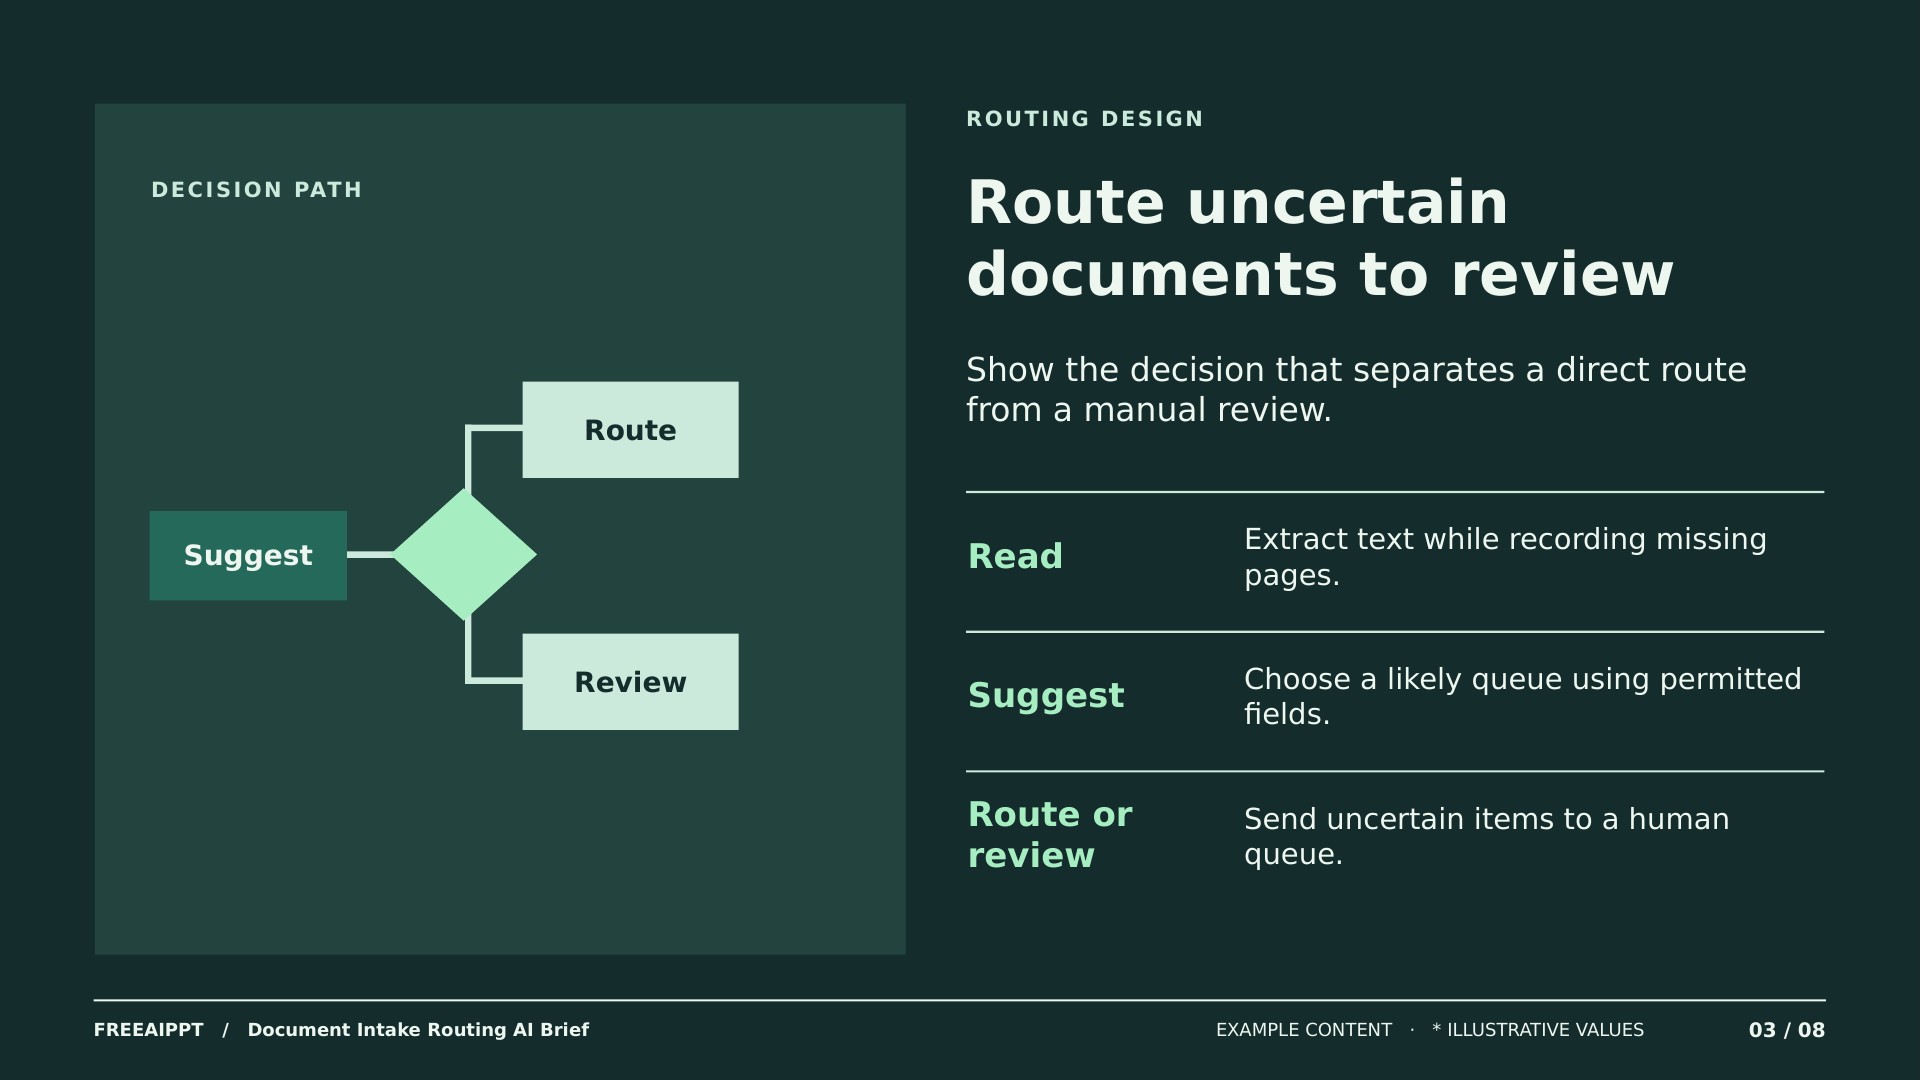 DECISION PATH
Suggest
Route
Review
ROUTING DESIGN
Route uncertain
documents to review
Show the decision that separates a direct route
from a manual review.
Read
Extract text while recording missing
pages.
Suggest
Choose a likely queue using permitted
fields.
Route or
review
Send uncertain items to a human
queue.
FREEAIPPT / Document Intake Routing AI Brief
EXAMPLE CONTENT · * ILLUSTRATIVE VALUES
03 / 08